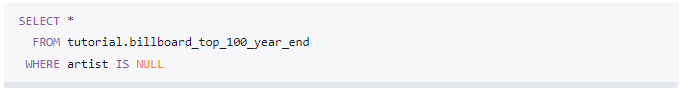 SELECT *
FROM tutorial.billboard_top_100_year_end
WHERE artist IS NULL